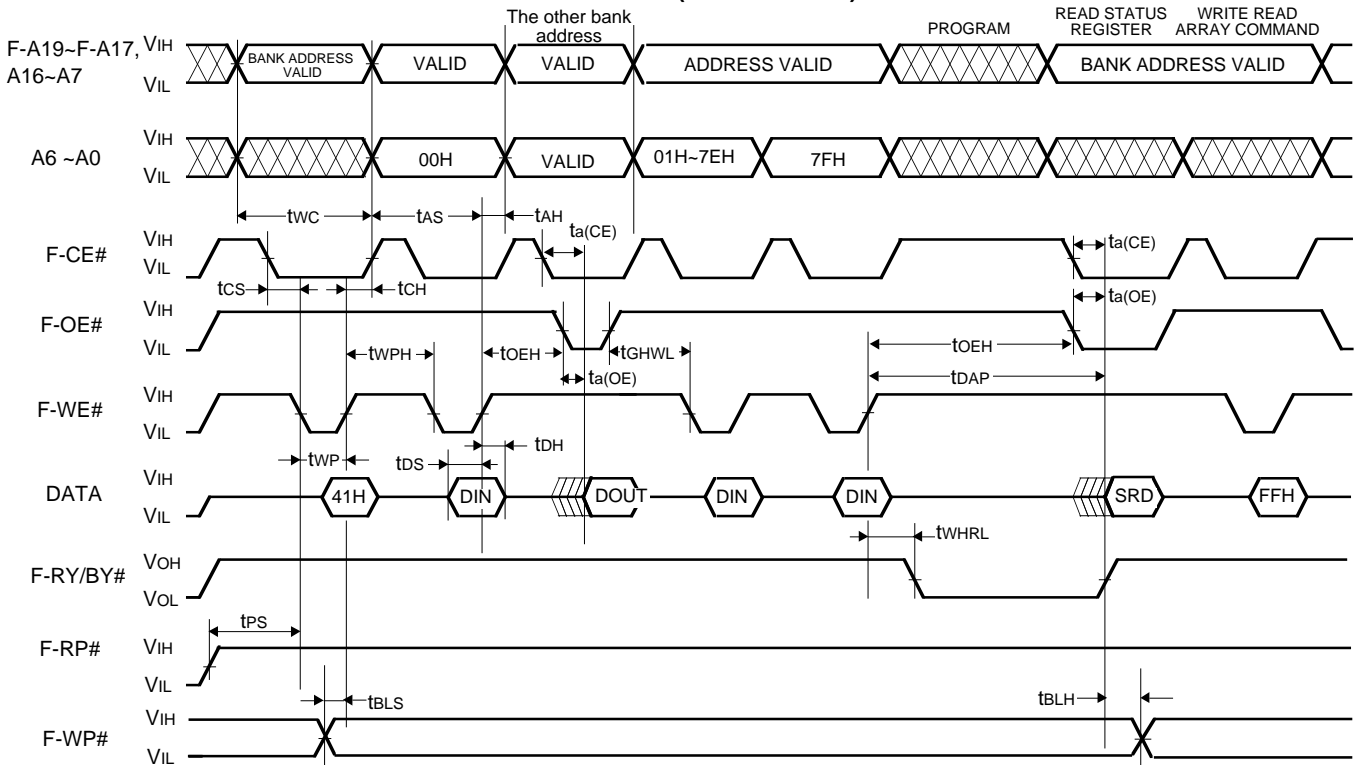 The other bank
address
PROGRAM
READ STATUS
REGISTER
WRITE READ
ARRAY COMMAND
F-A19~F-A17,
A16~A7
VIH
VIL
BANK ADDRESS
VALID
VALID
VALID
ADDRESS VALID
BANK ADDRESS VALID
A6 ~A0
VIH
VIL
00H
VALID
01H~7EH
7FH
tWC
tAS
tAH
ta(CE)
ta(CE)
F-CE#
VIH
VIL
tCS
tCH
ta(OE)
F-OE#
VIH
VIL
tWPH
tOEH
tGHWL
tOEH
ta(OE)
tDAP
F-WE#
VIH
VIL
tWP
tDS
tDH
DATA
VIH
VIL
41H
DIN
DOUT
DIN
DIN
SRD
FFH
tWHRL
F-RY/BY#
VOH
VOL
tPS
F-RP#
VIH
VIL
tBLS
tBLH
F-WP#
VIH
VIL